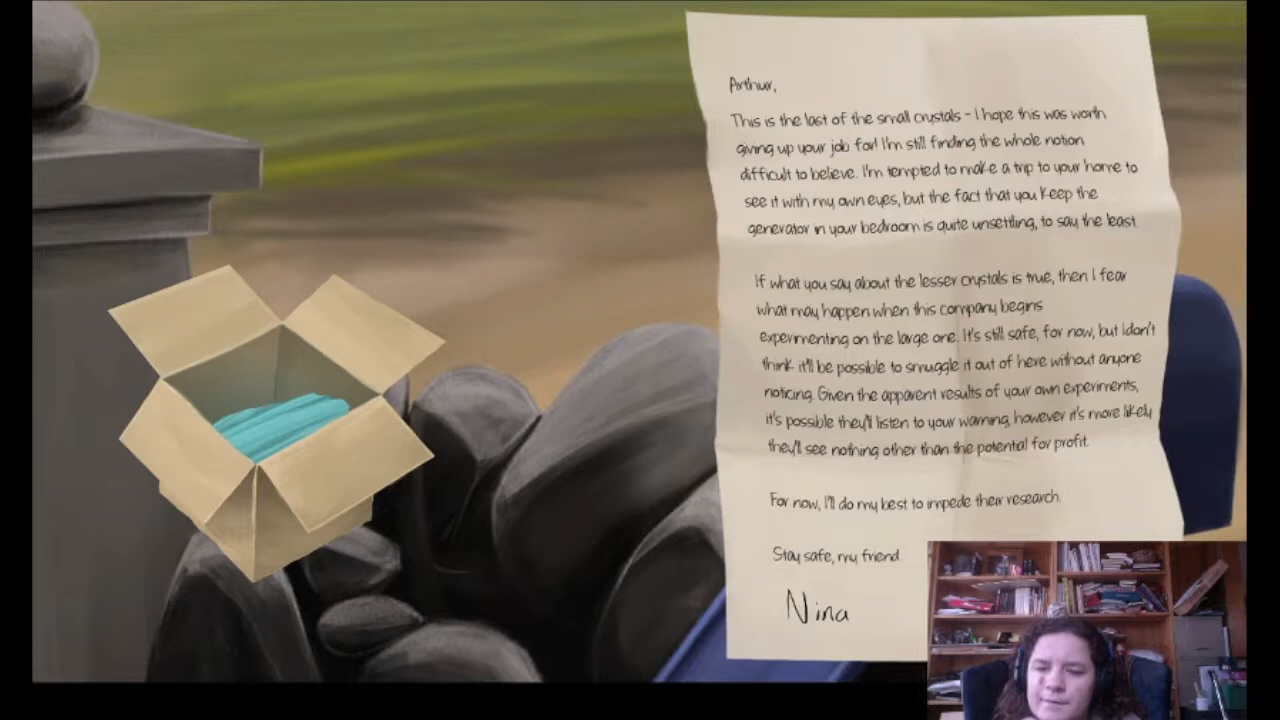 Arthur,
This is the last of the small crystals - I hope this was worth
giving up your job for! I'm still finding the whole notion
difficult to believe. I'm tempted to make a trip to your home to
see it with my own eyes, but the fact that you keep the
generator in your bedroom is quite unsettling, to say the least.
If what you say about the lesser crystals is true, then I fear
what may happen when this company begins
experimenting on the large one. It's still safe, for now, but I don't
think it'll be possible to smuggle it out of here without anyone
noticing. Given the apparent results of your own experiments,
it's possible they'll listen to your warning, however it's more likely
they'll see nothing other than the potential for profit.
For now, I'll do my best to impede their research.
Stay safe, my friend.
Nina